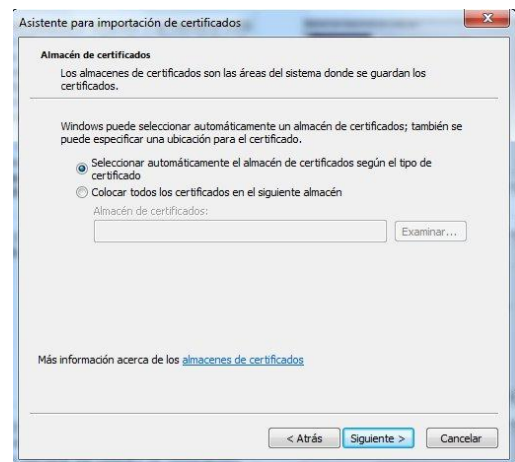 Asistente para importación de certificados
Almacén de certificados
Los almacenes de certificados son las áreas del sistema donde se guardan los
certificados.
Windows puede seleccionar automáticamente un almacén de certificados; también se
puede especificar una ubicación para el certificado.
Seleccionar automáticamente el almacén de certificados según el tipo de
certificado
Colocar todos los certificados en el siguiente almacén
Almacén de certificados:
Examinar...
Más información acerca de los almacenes de certificados
< Atrás Siguiente > Cancelar